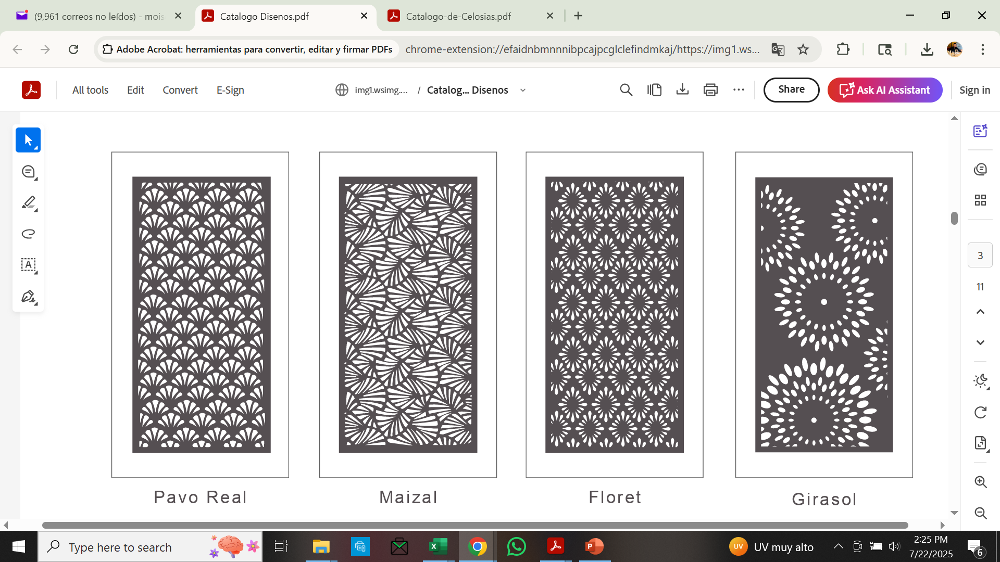 (9,961 correos no leídos) - mois
Catalogo Disenos.pdf
Catalogo-de-Celosias.pdf
Adobe Acrobat: herramientas para convertir, editar y firmar PDFs
chrome-extension://efaidnbmnnnibpcajpcglclefindmkaj/https://img1.ws...
All tools
Edit
Convert
E-Sign
img1.wsimg.... / Catalog... Disenos
Share
Ask AI Assistant
Sign in
A
3
11
Pavo Real
Maizal
Floret
Girasol
Type here to search
UV
UV muy alto
2:25 PM
7/22/2025
6